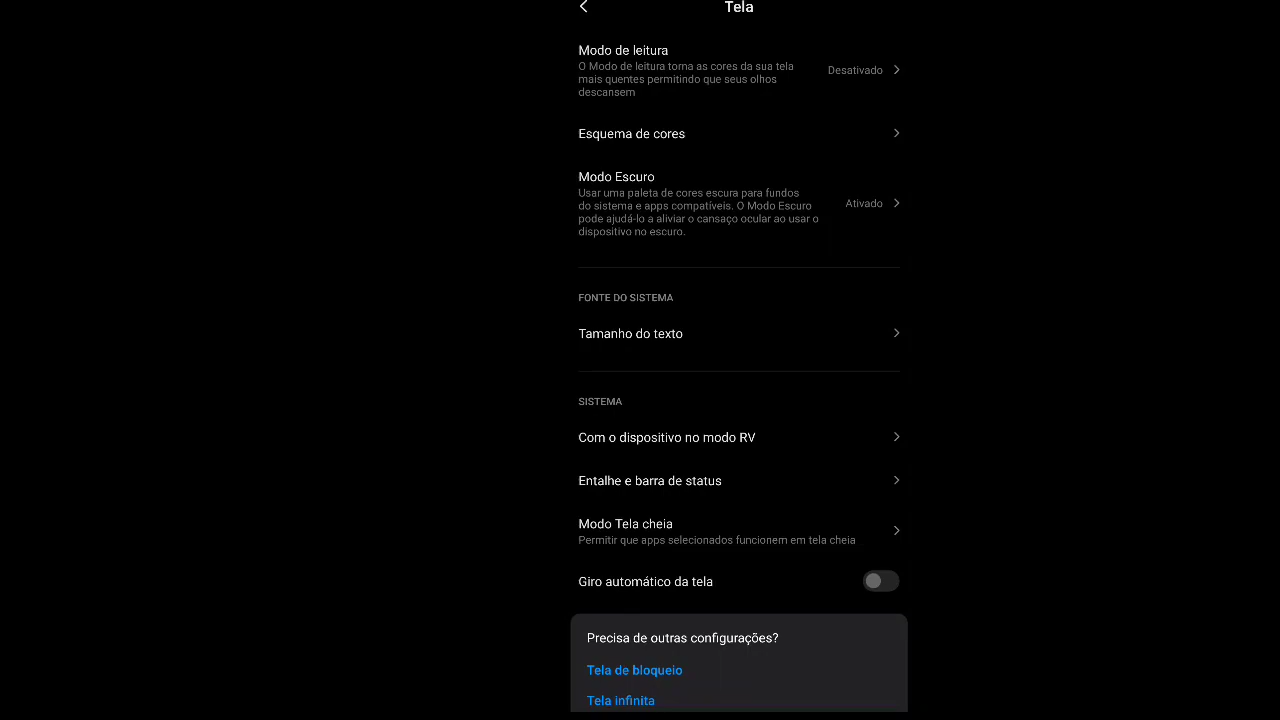 Tela
Modo de leitura
O Modo de leitura torna as cores da sua tela
mais quentes permitindo que seus olhos
descansem
Desativado
Esquema de cores
Modo Escuro
Usar uma paleta de cores escura para fundos
do sistema e apps compatíveis. O Modo Escuro
pode ajudá-lo a aliviar o cansaço ocular ao usar o
dispositivo no escuro.
Ativado
FONTE DO SISTEMA
Tamanho do texto
SISTEMA
Com o dispositivo no modo RV
Entalhe e barra de status
Modo Tela cheia
Permitir que apps selecionados funcionem em tela cheia
Giro automático da tela
Precisa de outras configurações?
Tela de bloqueio
Tela infinita